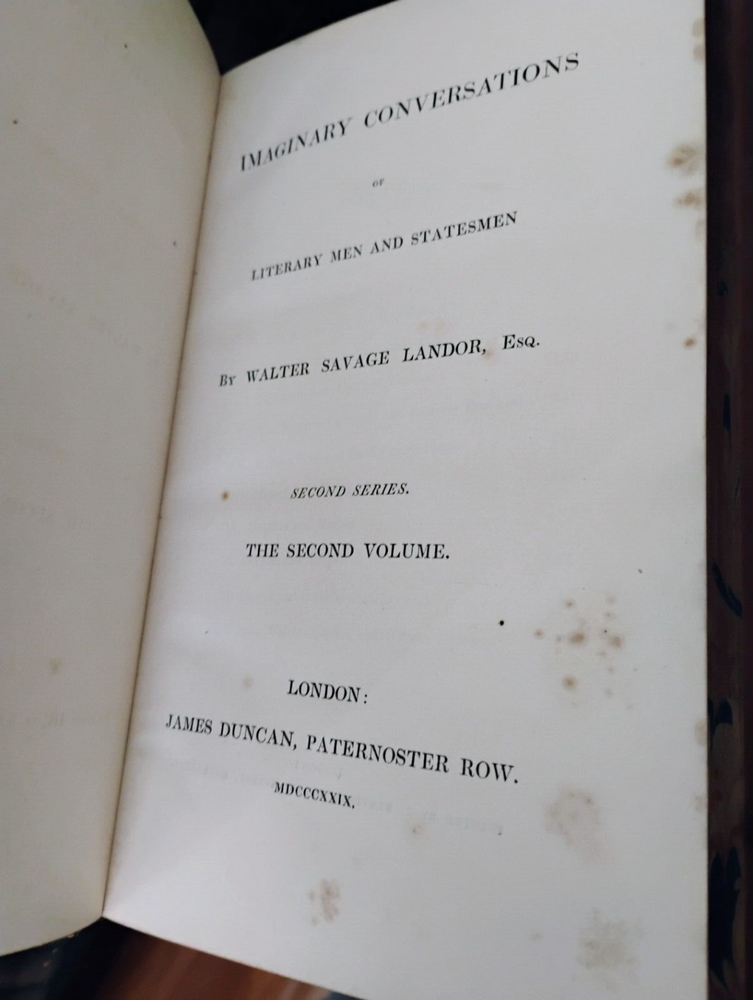 IMAGINARY CONVERSATIONS
OF
LITERARY MEN AND STATESMEN
By WALTER SAVAGE LANDOR, Esq.
SECOND SERIES.
THE SECOND VOLUME.
LONDON:
JAMES DUNCAN, PATERNOSTER ROW.
MDCCCXXIX.